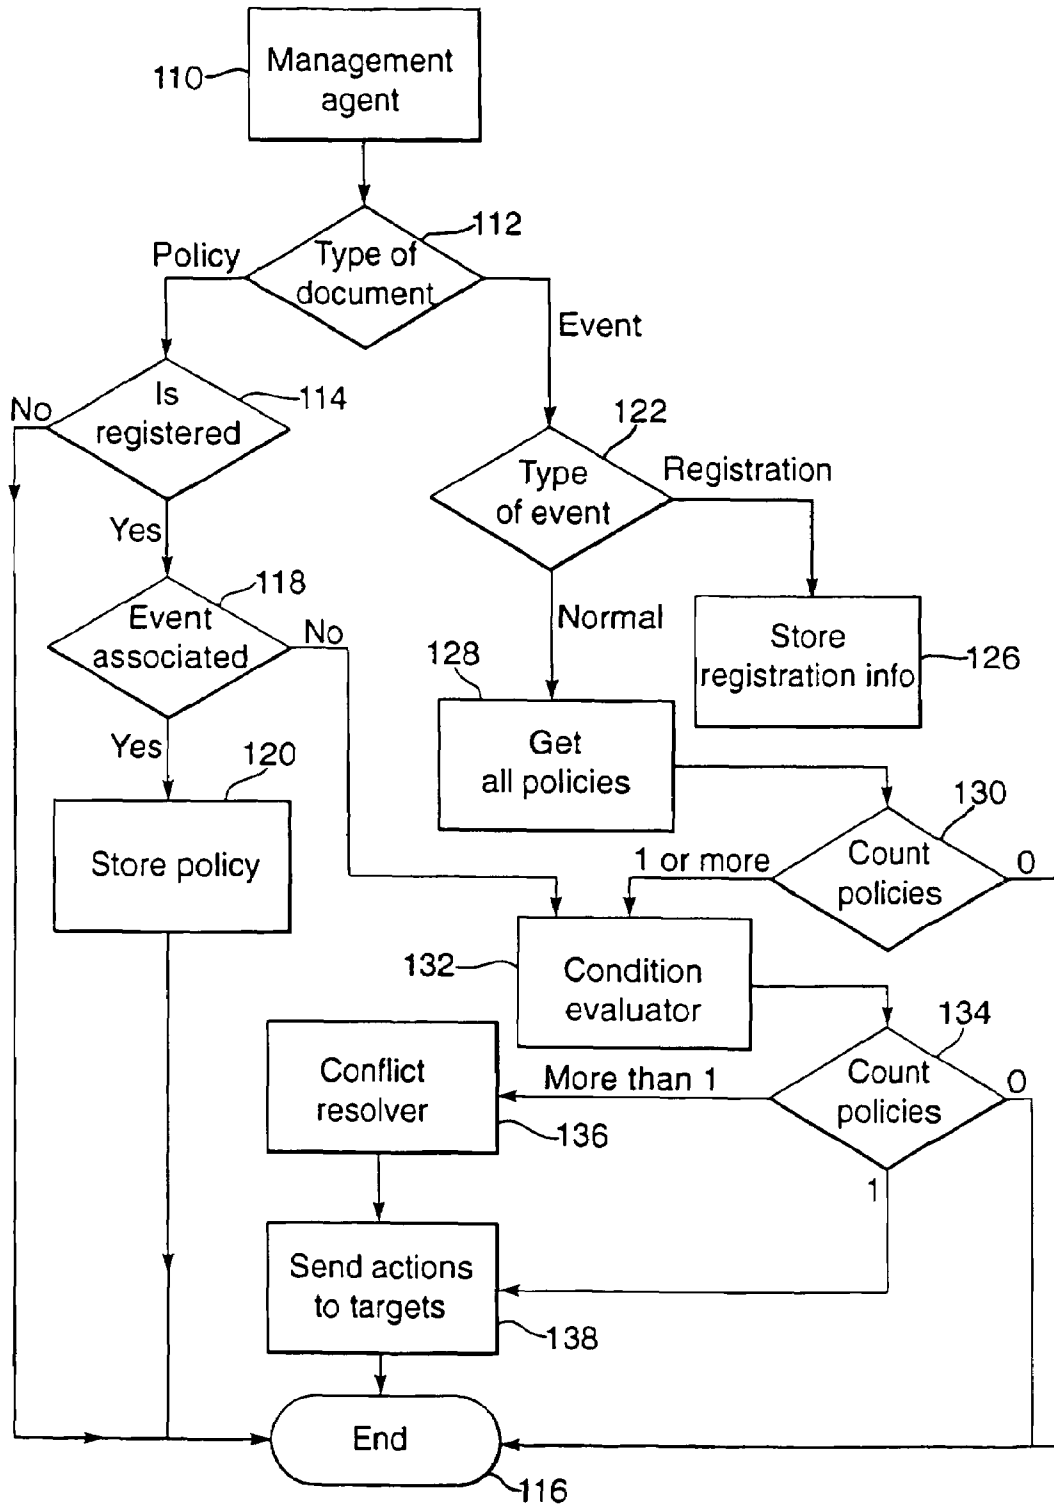 Management
agent
110
112
Type of
document
Policy
Event
Is
registered
114
No
Yes
122
Type
of event
Registration
Normal
118
Event
associated
No
Yes
Store
registration info
126
128
Get
all policies
120
Store policy
130
Count
policies
1 or more
0
132
Condition
evaluator
134
Count
policies
More than 1
0
1
Conflict
resolver
136
Send actions
to targets
138
End
116